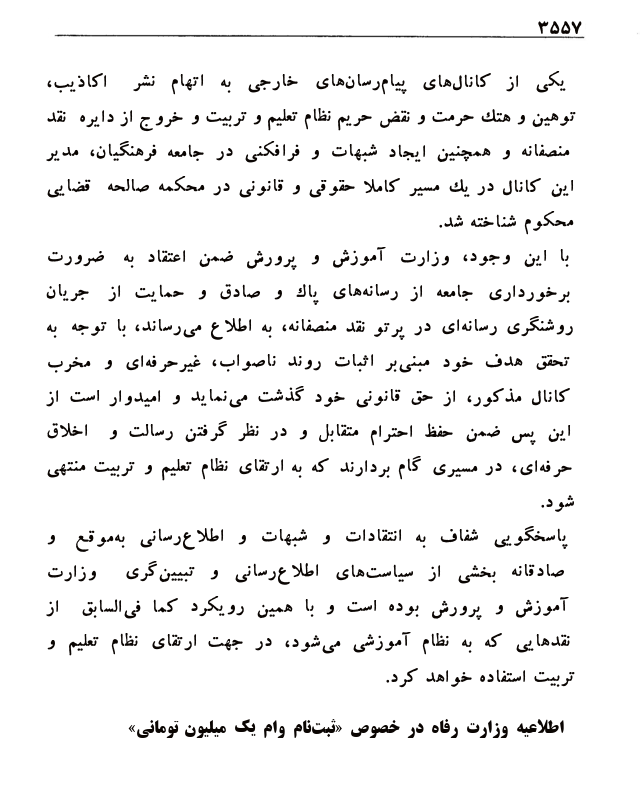 ۳۵۵۷
یکی از کانال‌های پیام‌رسان‌های خارجی به اتهام نشر اکاذیب،
توهین و هتك حرمت و نقض حریم نظام تعلیم و تربیت و خروج از دایره نقد
منصفانه و همچنین ایجاد شبهات و فرافکنی در جامعه فرهنگیان، مدیر
این کانال در یك مسیر کاملا حقوقی و قانونی در محکمه صالحه قضایی
محکوم شناخته شد.
با این وجود، وزارت آموزش و پرورش ضمن اعتقاد به ضرورت
برخورداری جامعه از رسانه‌های پاك و صادق و حمایت از جریان
روشنگری رسانه‌ای در پرتو نقد منصفانه، به اطلاع می‌رساند، با توجه به
تحقق هدف خود مبنی‌بر اثبات روند ناصواب، غیرحرفه‌ای و مخرب
کانال مذکور، از حق قانونی خود گذشت می‌نماید و امیدوار است از
این پس ضمن حفظ احترام متقابل و در نظر گرفتن رسالت و اخلاق
حرفه‌ای، در مسیری گام بردارند که به ارتقای نظام تعلیم و تربیت منتهی
شود.
پاسخگویی شفاف به انتقادات و شبهات و اطلاع‌رسانی به‌موقع و
صادقانه بخشی از سیاست‌های اطلاع‌رسانی و تبیین‌گری وزارت
آموزش و پرورش بوده است و با همین رویکرد کما فی‌السابق از
نقدهایی که به نظام آموزشی می‌شود، در جهت ارتقای نظام تعلیم و
تربیت استفاده خواهد کرد.
اطلاعیه وزارت رفاه در خصوص «ثبت‌نام وام یک میلیون تومانی»